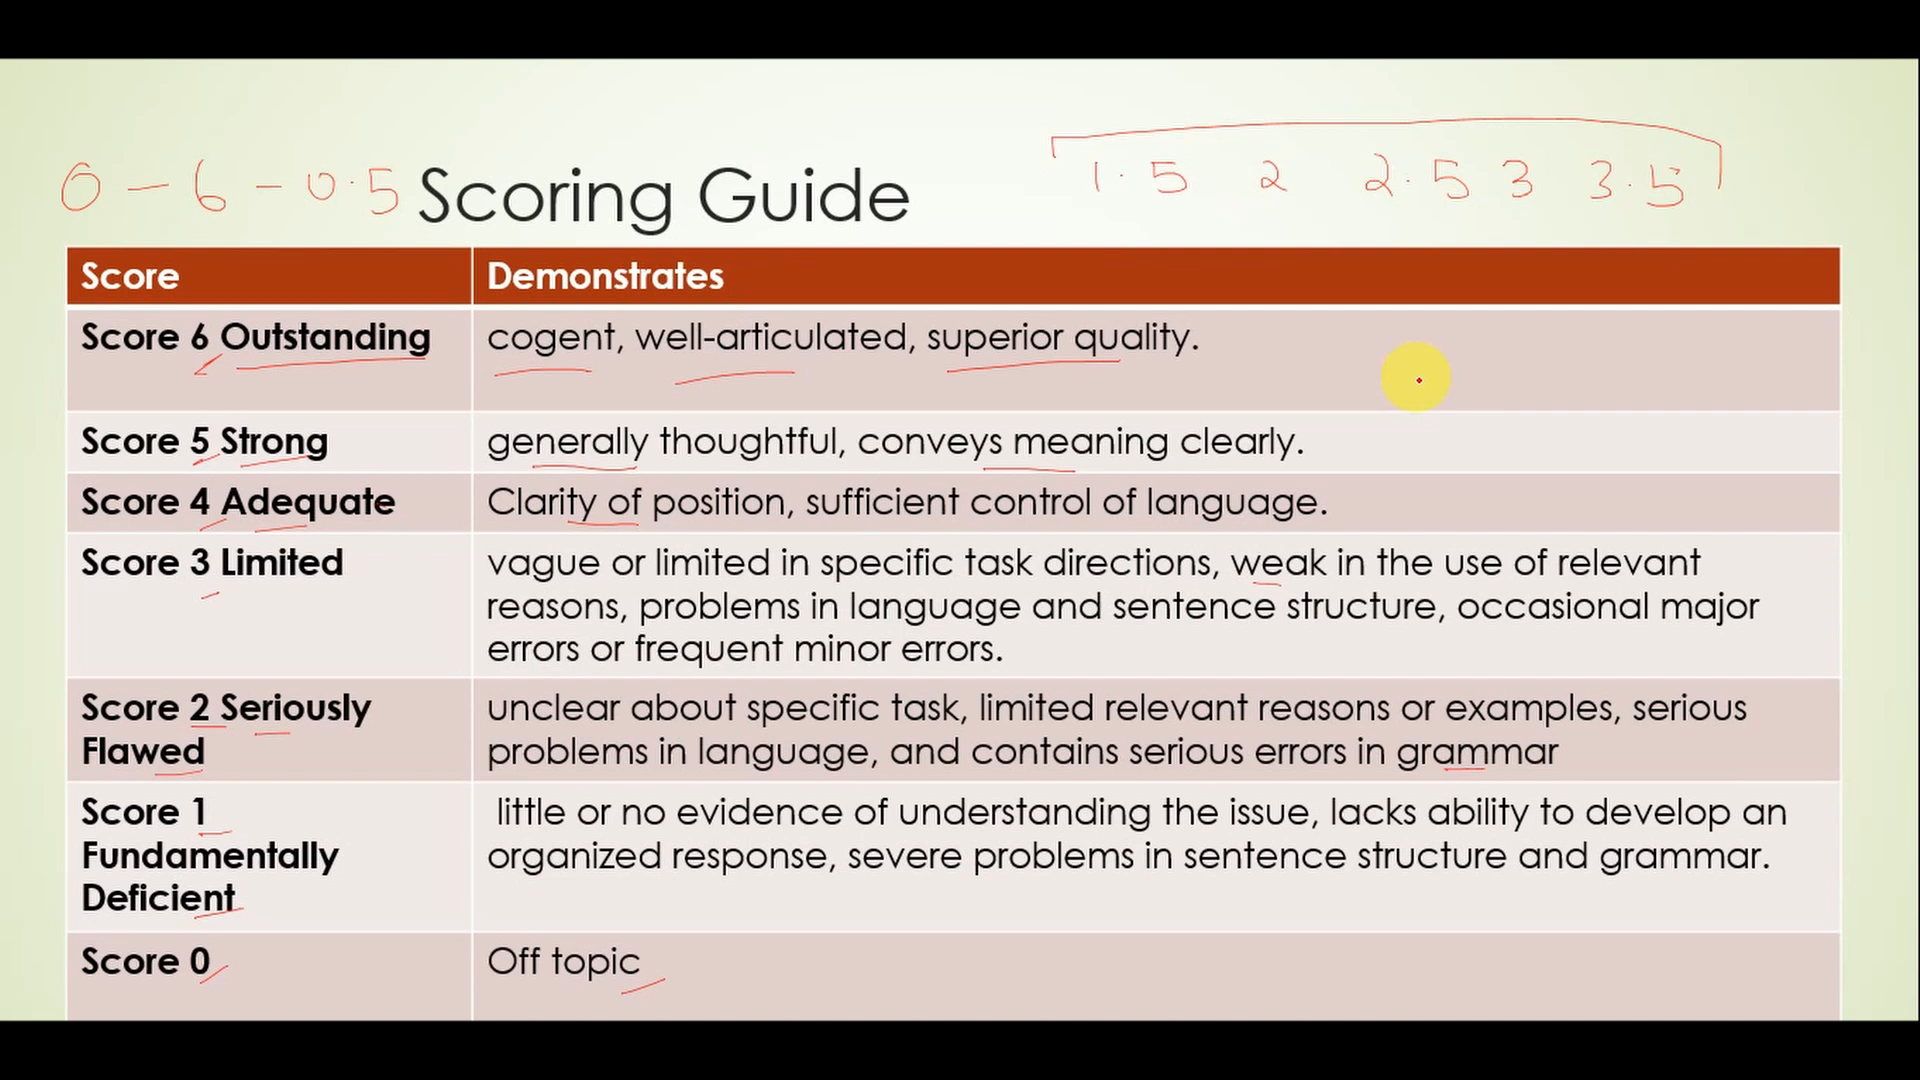 0 - 6 - 0.5 Scoring Guide 1.5 2 2.5 3 3.5
Score Demonstrates
Score 6 Outstanding cogent, well-articulated, superior quality.
Score 5 Strong generally thoughtful, conveys meaning clearly.
Score 4 Adequate Clarity of position, sufficient control of language.
Score 3 Limited vague or limited in specific task directions, weak in the use of relevant
reasons, problems in language and sentence structure, occasional major
errors or frequent minor errors.
Score 2 Seriously unclear about specific task, limited relevant reasons or examples, serious
Flawed problems in language, and contains serious errors in grammar
Score 1 little or no evidence of understanding the issue, lacks ability to develop an
Fundamentally organized response, severe problems in sentence structure and grammar.
Deficient
Score 0 Off topic